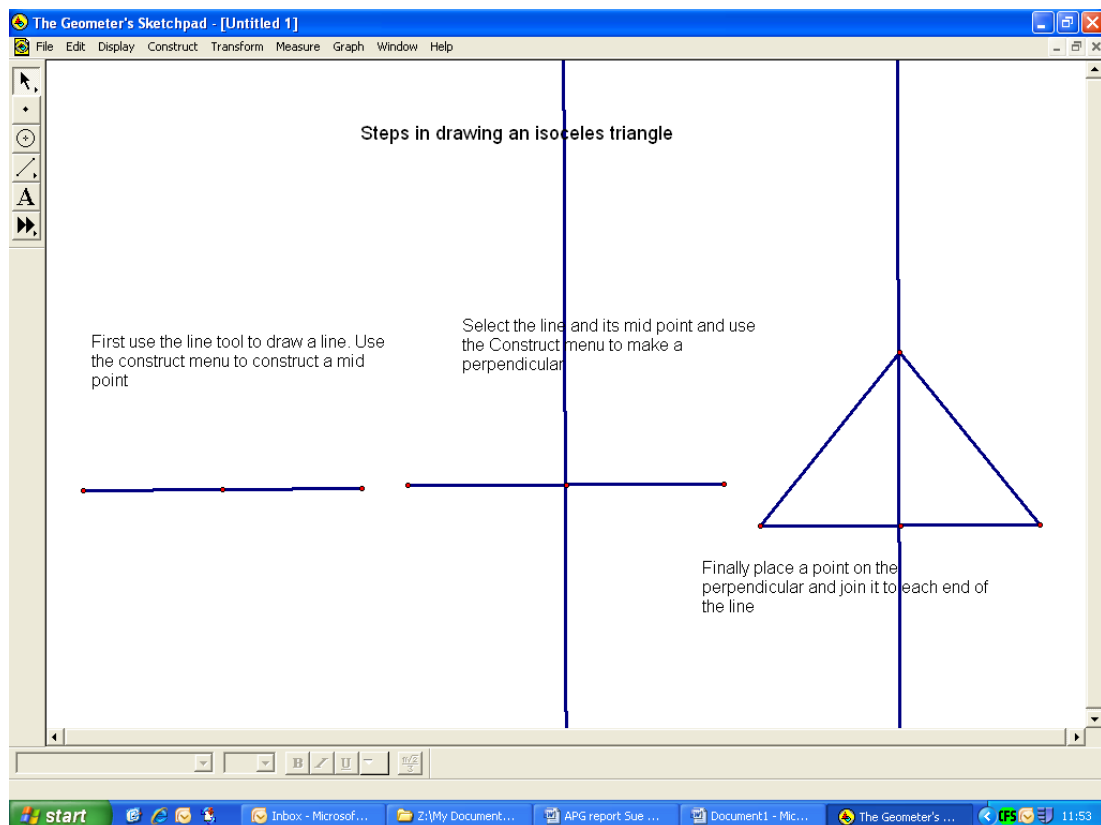 The Geometer's Sketchpad - [Untitled 1]
File Edit Display Construct Transform Measure Graph Window Help
A
Steps in drawing an isoceles triangle
First use the line tool to draw a line. Use
the construct menu to construct a mid
point
Select the line and its mid point and use
the Construct menu to make a
perpendicular
Finally place a point on the
perpendicular and join it to each end of
the line
B I U
start
Inbox - Microsof...
Z:\My Document...
APG report Sue ...
Document1 - Mic...
The Geometer's ...
CFS
11:53